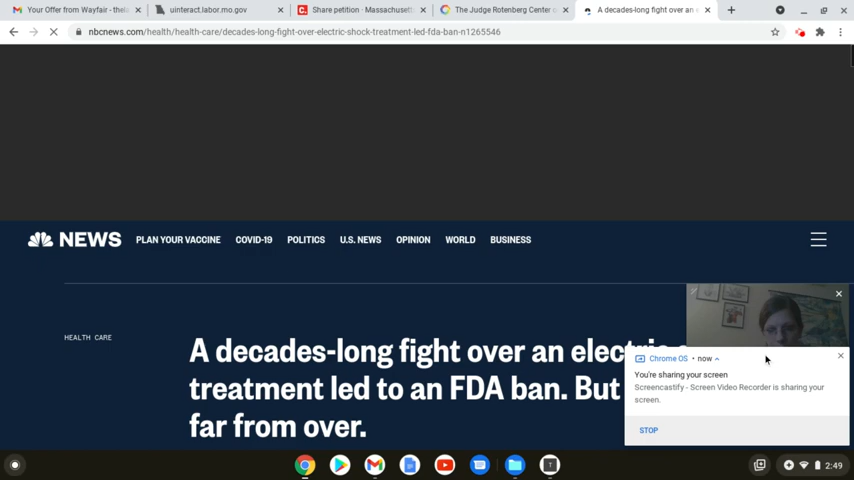 Your Offer from Wayfair - thela
uinteract.labor.mo.gov
Share petition · Massachusett
The Judge Rotenberg Center o
A decades-long fight over an e
nbcnews.com/health/health-care/decades-long-fight-over-electric-shock-treatment-led-fda-ban-n1265546
NEWS
PLAN YOUR VACCINE
COVID-19
POLITICS
U.S. NEWS
OPINION
WORLD
BUSINESS
HEALTH CARE
A decades-long fight over an electric s
treatment led to an FDA ban. But
far from over.
Chrome OS • now
You're sharing your screen
Screencastify - Screen Video Recorder is sharing your
screen.
STOP
2:49